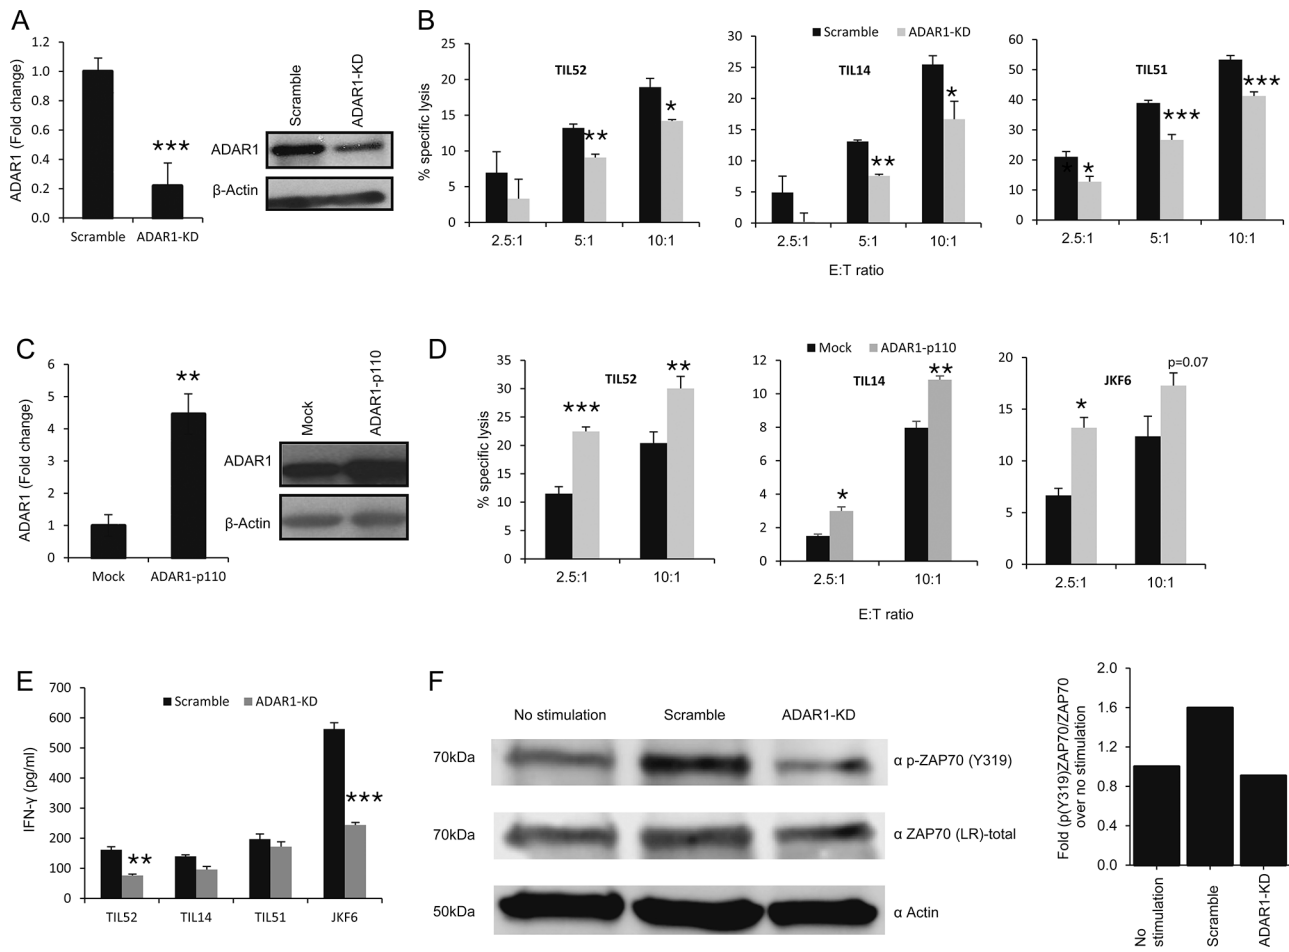 A
ADAR1 (Fold change)
1.2
1.0
0.8
0.6
0.4
0.2
0.0
***
Scramble
ADAR1-KD
Scramble
ADAR1-KD
ADAR1
β-Actin
B
% specific lysis
25
20
15
10
5
0
TIL52
**
*
2.5:1
5:1
10:1
Scramble
ADAR1-KD
30
25
20
15
10
5
0
TIL14
**
*
2.5:1
5:1
10:1
E:T ratio
60
50
40
30
20
10
0
TIL51
* *
***
***
2.5:1
5:1
10:1
C
ADAR1 (Fold change)
6
5
4
3
2
1
0
**
Mock
ADAR1-p110
Mock
ADAR1-p110
ADAR1
β-Actin
D
% specific lysis
35
30
25
20
15
10
5
0
TIL52
***
**
2.5:1
10:1
Mock
ADAR1-p110
12
10
8
6
4
2
0
TIL14
*
**
2.5:1
10:1
E:T ratio
20
15
10
5
0
JKF6
*
p=0.07
2.5:1
10:1
E
IFN-γ (pg/ml)
700
600
500
400
300
200
100
0
Scramble
ADAR1-KD
**
***
TIL52
TIL14
TIL51
JKF6
F
No stimulation
Scramble
ADAR1-KD
70kDa
α p-ZAP70 (Y319)
70kDa
α ZAP70 (LR)-total
50kDa
α Actin
Fold (p(Y319)ZAP70/ZAP70
over no stimulation
2.0
1.6
1.2
0.8
0.4
0.0
No
stimulation
Scramble
ADAR1-KD